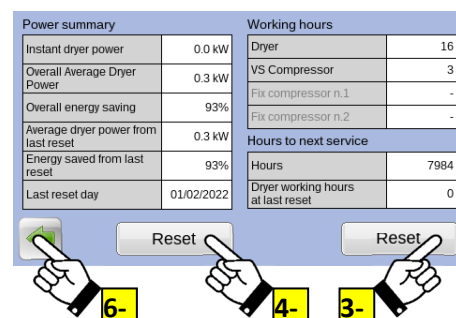 Power summary
Instant dryer power 0.0 kW
Overall Average Dryer
Power 0.3 kW
Overall energy saving 93%
Average dryer power from
last reset 0.3 kW
Energy saved from last
reset 93%
Last reset day 01/02/2022
Working hours
Dryer 16
VS Compressor 3
Fix compressor n.1 -
Fix compressor n.2 -
Hours to next service
Hours 7984
Dryer working hours
at last reset 0
Reset
Reset
6-
4-
3-